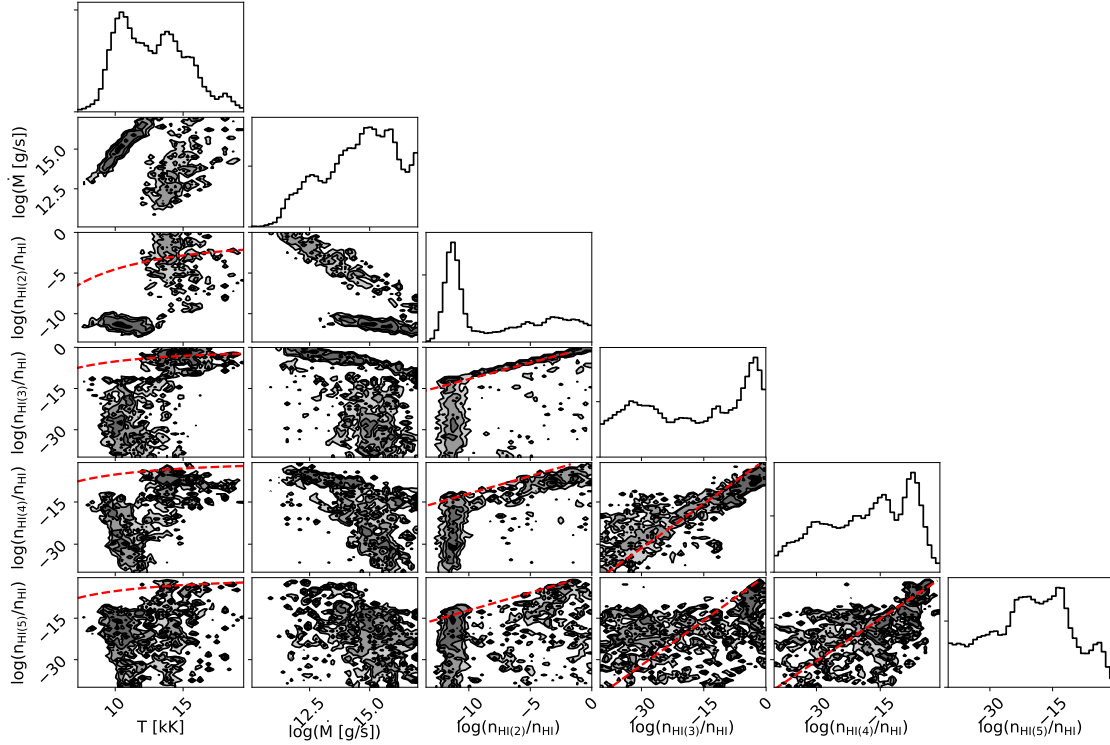 log(Ṁ [g/s])
15.0
12.5
log(n_HI(2)/n_HI)
0
−5
−10
log(n_HI(3)/n_HI)
0
−15
−30
log(n_HI(4)/n_HI)
−15
−30
log(n_HI(5)/n_HI)
−15
−30
10 15
12.5 15.0
−10 −5 0
−30 −15 0
−30 −15
−30 −15
T [kK]
log(Ṁ [g/s])
log(n_HI(2)/n_HI)
log(n_HI(3)/n_HI)
log(n_HI(4)/n_HI)
log(n_HI(5)/n_HI)